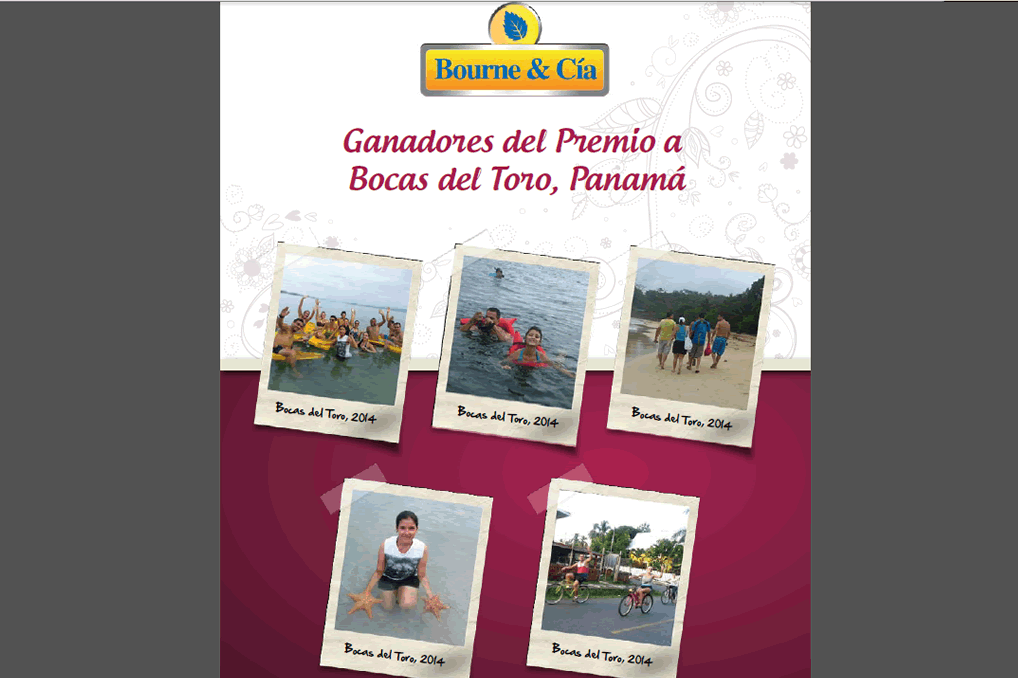 Bourne & Cía
Ganadores del Premio a
Bocas del Toro, Panamá
Bocas del Toro, 2014
Bocas del Toro, 2014
Bocas del Toro, 2014
Bocas del Toro, 2014
Bocas del Toro, 2014